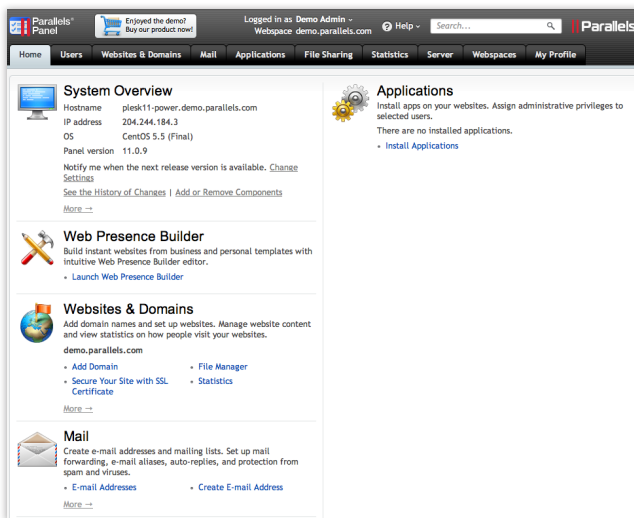 Parallels®
Panel
Enjoyed the demo?
Buy our product now!
Logged in as Demo Admin
Webspace demo.parallels.com
Help
Search...
Parallels
Home Users Websites & Domains Mail Applications File Sharing Statistics Server Webspaces My Profile
System Overview
Hostname plesk11-power.demo.parallels.com
IP address 204.244.184.3
OS CentOS 5.5 (Final)
Panel version 11.0.9
Notify me when the next release version is available. Change
Settings
See the History of Changes | Add or Remove Components
More →
Web Presence Builder
Build instant websites from business and personal templates with
intuitive Web Presence Builder editor.
• Launch Web Presence Builder
Websites & Domains
Add domain names and set up websites. Manage website content
and view statistics on how people visit your websites.
demo.parallels.com
• Add Domain • File Manager
• Secure Your Site with SSL • Statistics
Certificate
More →
Mail
Create e-mail addresses and mailing lists. Set up mail
forwarding, e-mail aliases, auto-replies, and protection from
spam and viruses.
• E-mail Addresses • Create E-mail Address
More →
Applications
Install apps on your websites. Assign administrative privileges to
selected users.
There are no installed applications.
• Install Applications